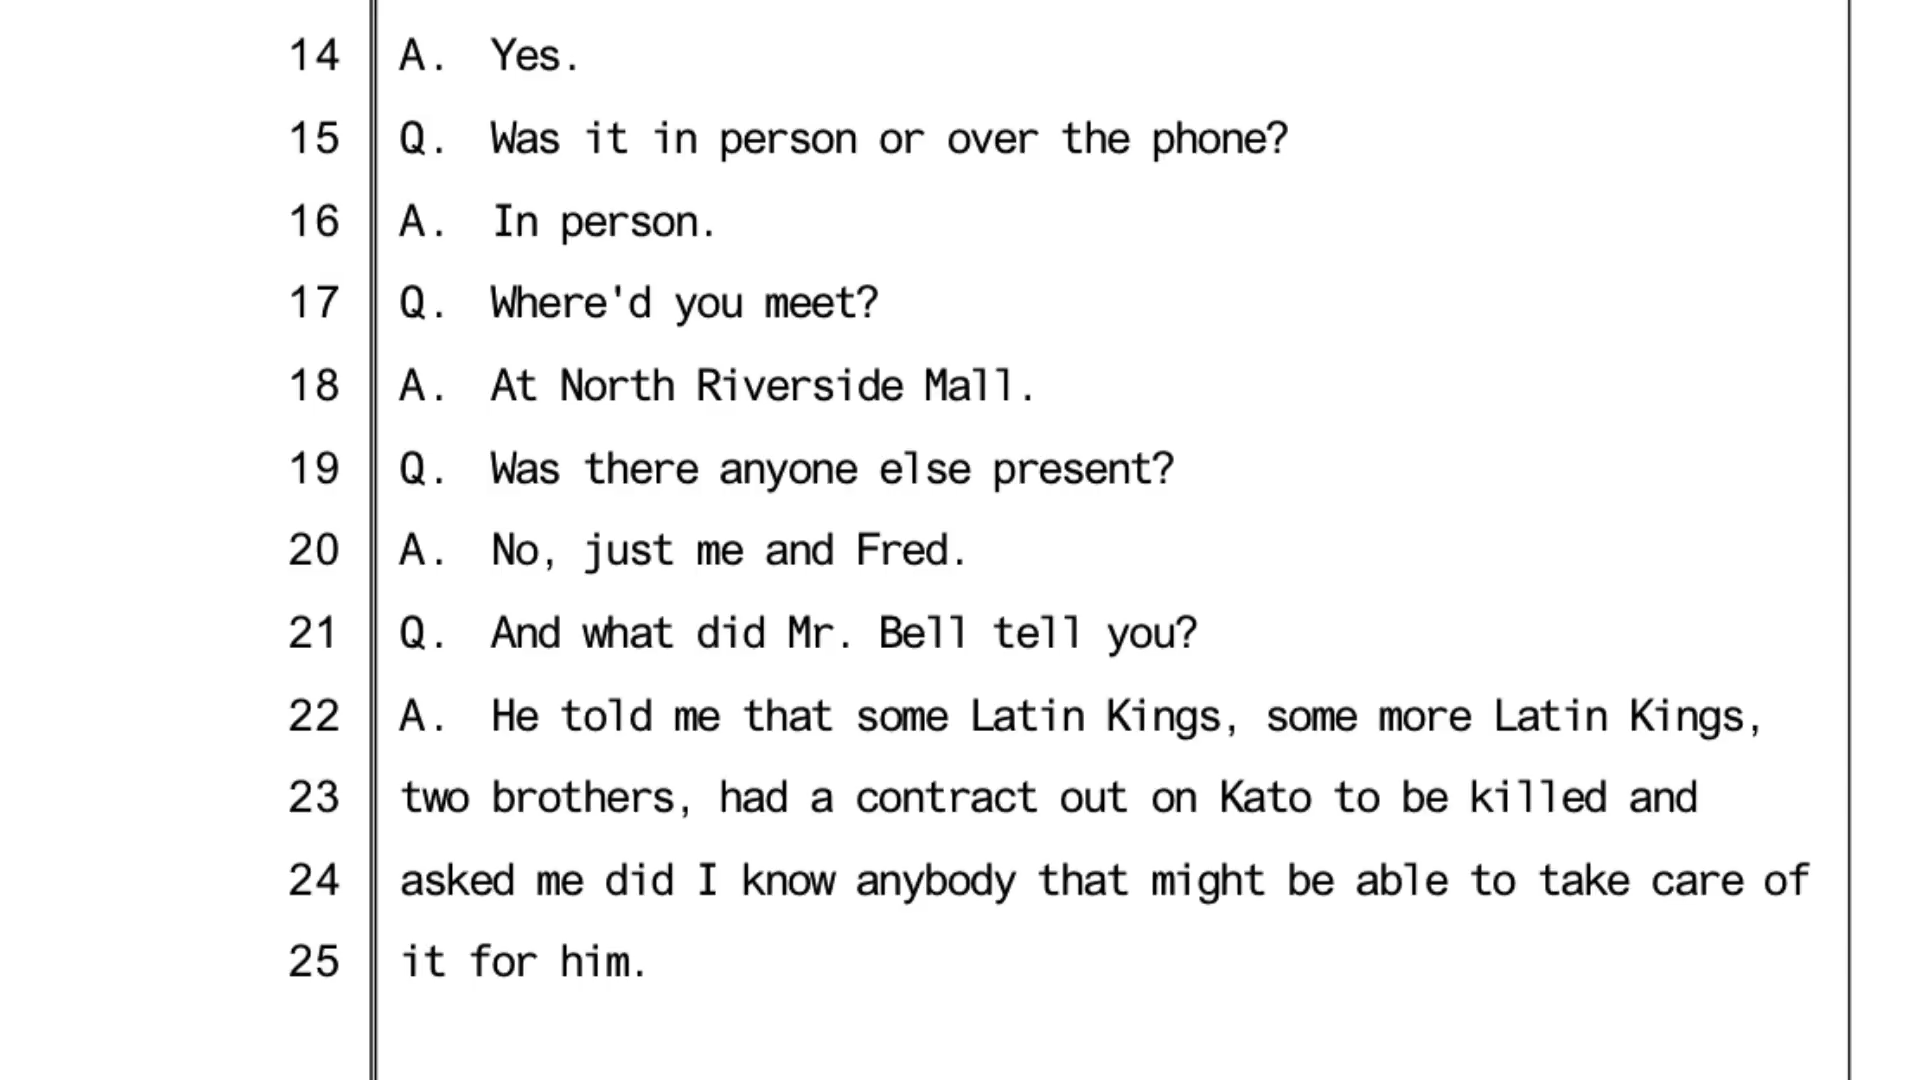 14 A. Yes.
15 Q. Was it in person or over the phone?
16 A. In person.
17 Q. Where'd you meet?
18 A. At North Riverside Mall.
19 Q. Was there anyone else present?
20 A. No, just me and Fred.
21 Q. And what did Mr. Bell tell you?
22 A. He told me that some Latin Kings, some more Latin Kings,
23 two brothers, had a contract out on Kato to be killed and
24 asked me did I know anybody that might be able to take care of
25 it for him.